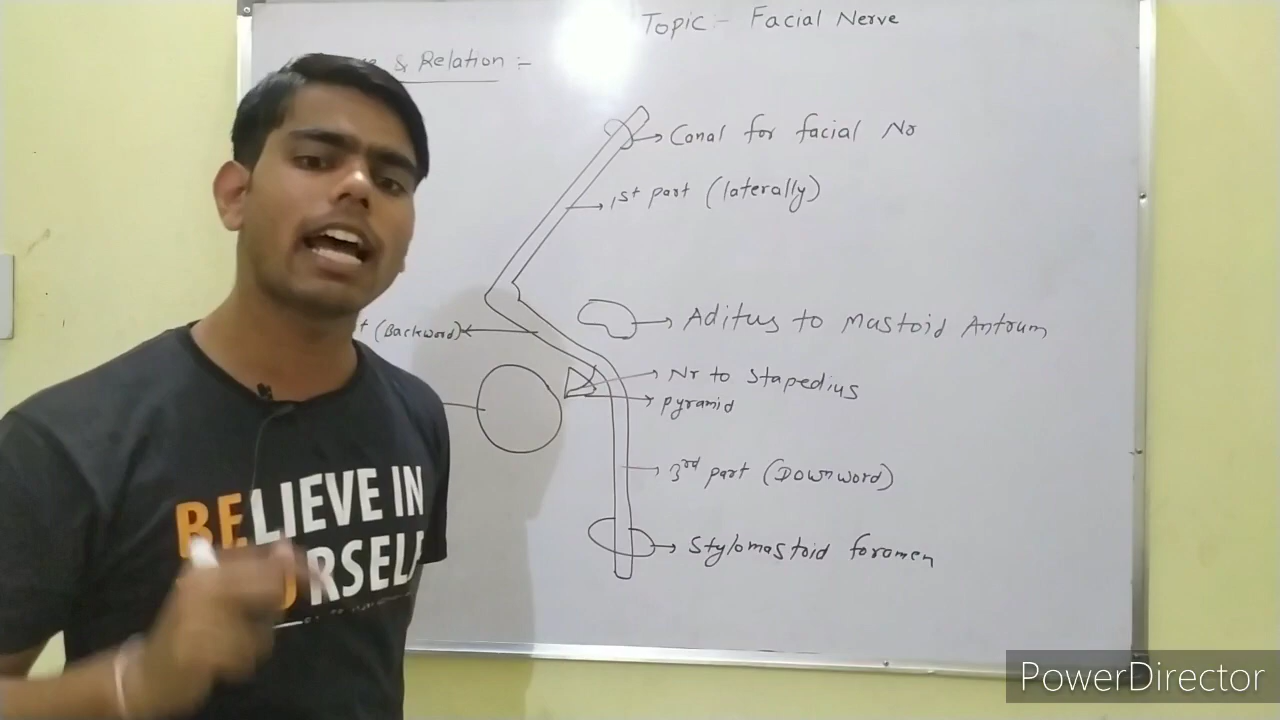 Topic :- Facial Nerve
& Relation :-
Canal for facial Nr
1st part (laterally)
Aditus to Mastoid Antrum
(Backword)
Nr to Stapedius
Pyramid
3rd part (Downword)
Stylomastoid foramen
BELIEVE IN
RSELF
PowerDirector